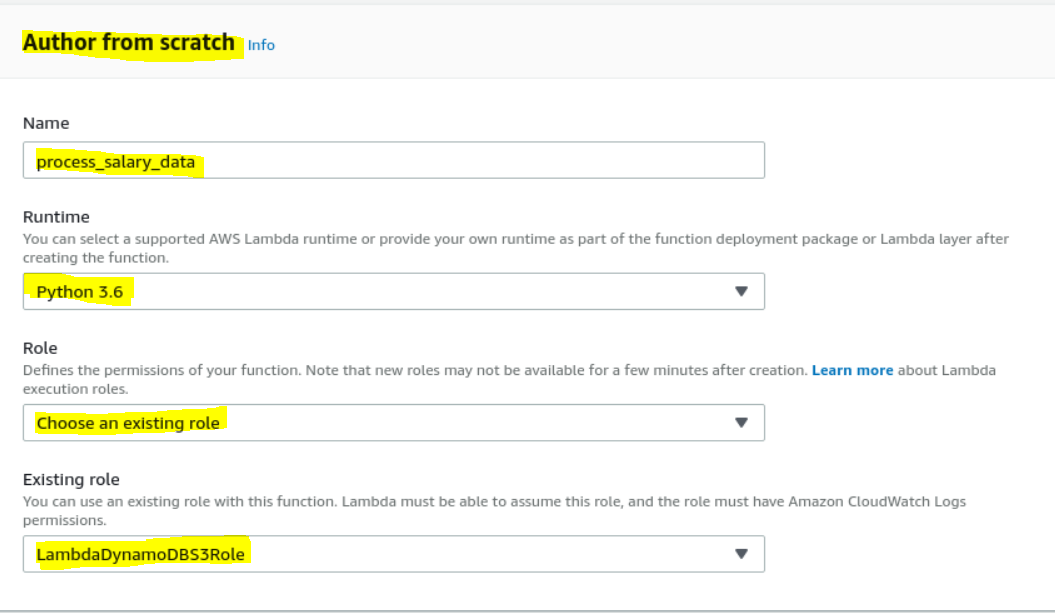 Author from scratch Info
Name
process_salary_data
Runtime
You can select a supported AWS Lambda runtime or provide your own runtime as part of the function deployment package or Lambda layer after
creating the function.
Python 3.6
Role
Defines the permissions of your function. Note that new roles may not be available for a few minutes after creation. Learn more about Lambda
execution roles.
Choose an existing role
Existing role
You can use an existing role with this function. Lambda must be able to assume this role, and the role must have Amazon CloudWatch Logs
permissions.
LambdaDynamoDBS3Role